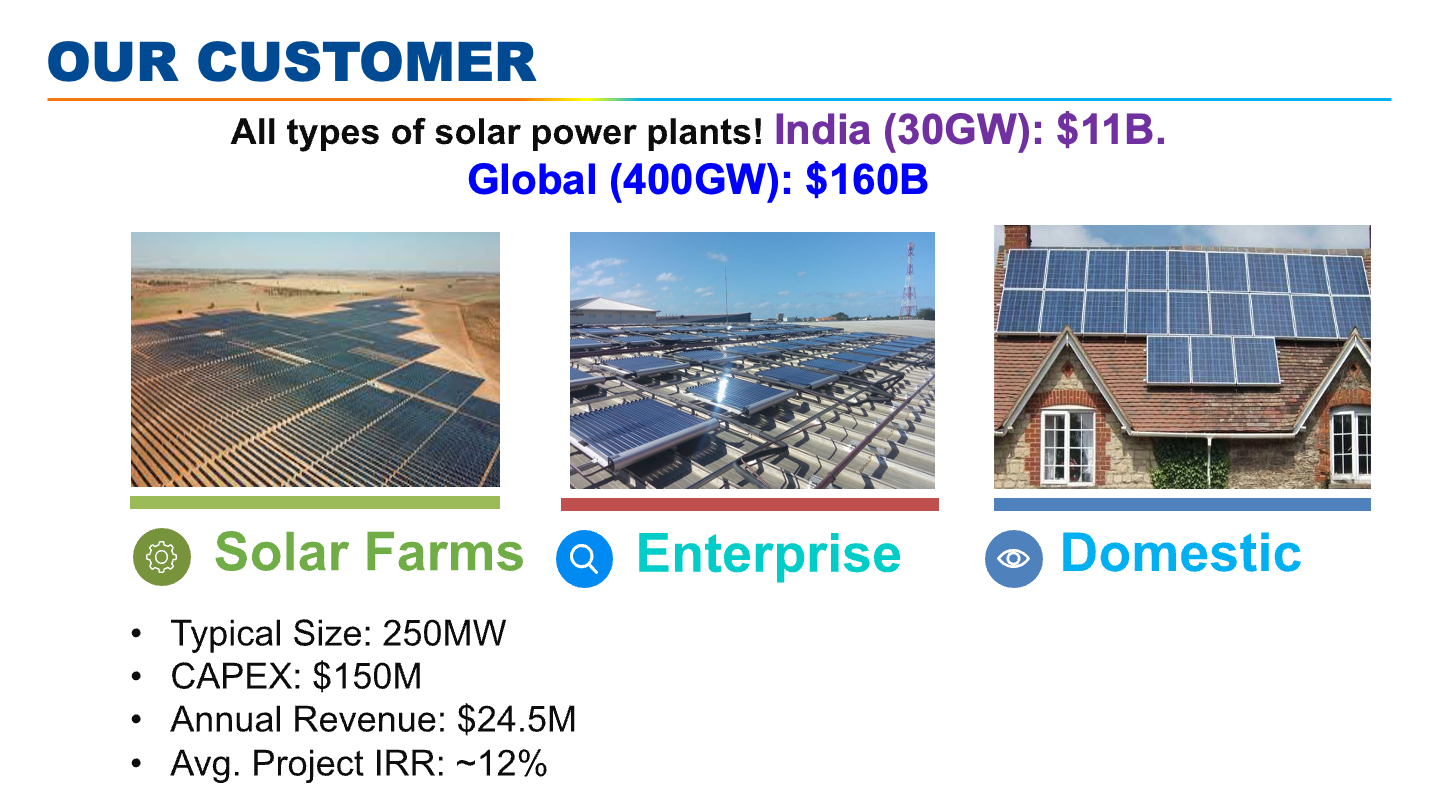 OUR CUSTOMER
All types of solar power plants! India (30GW): $11B.
Global (400GW): $160B
Solar Farms
Enterprise
Domestic
• Typical Size: 250MW
• CAPEX: $150M
• Annual Revenue: $24.5M
• Avg. Project IRR: ~12%